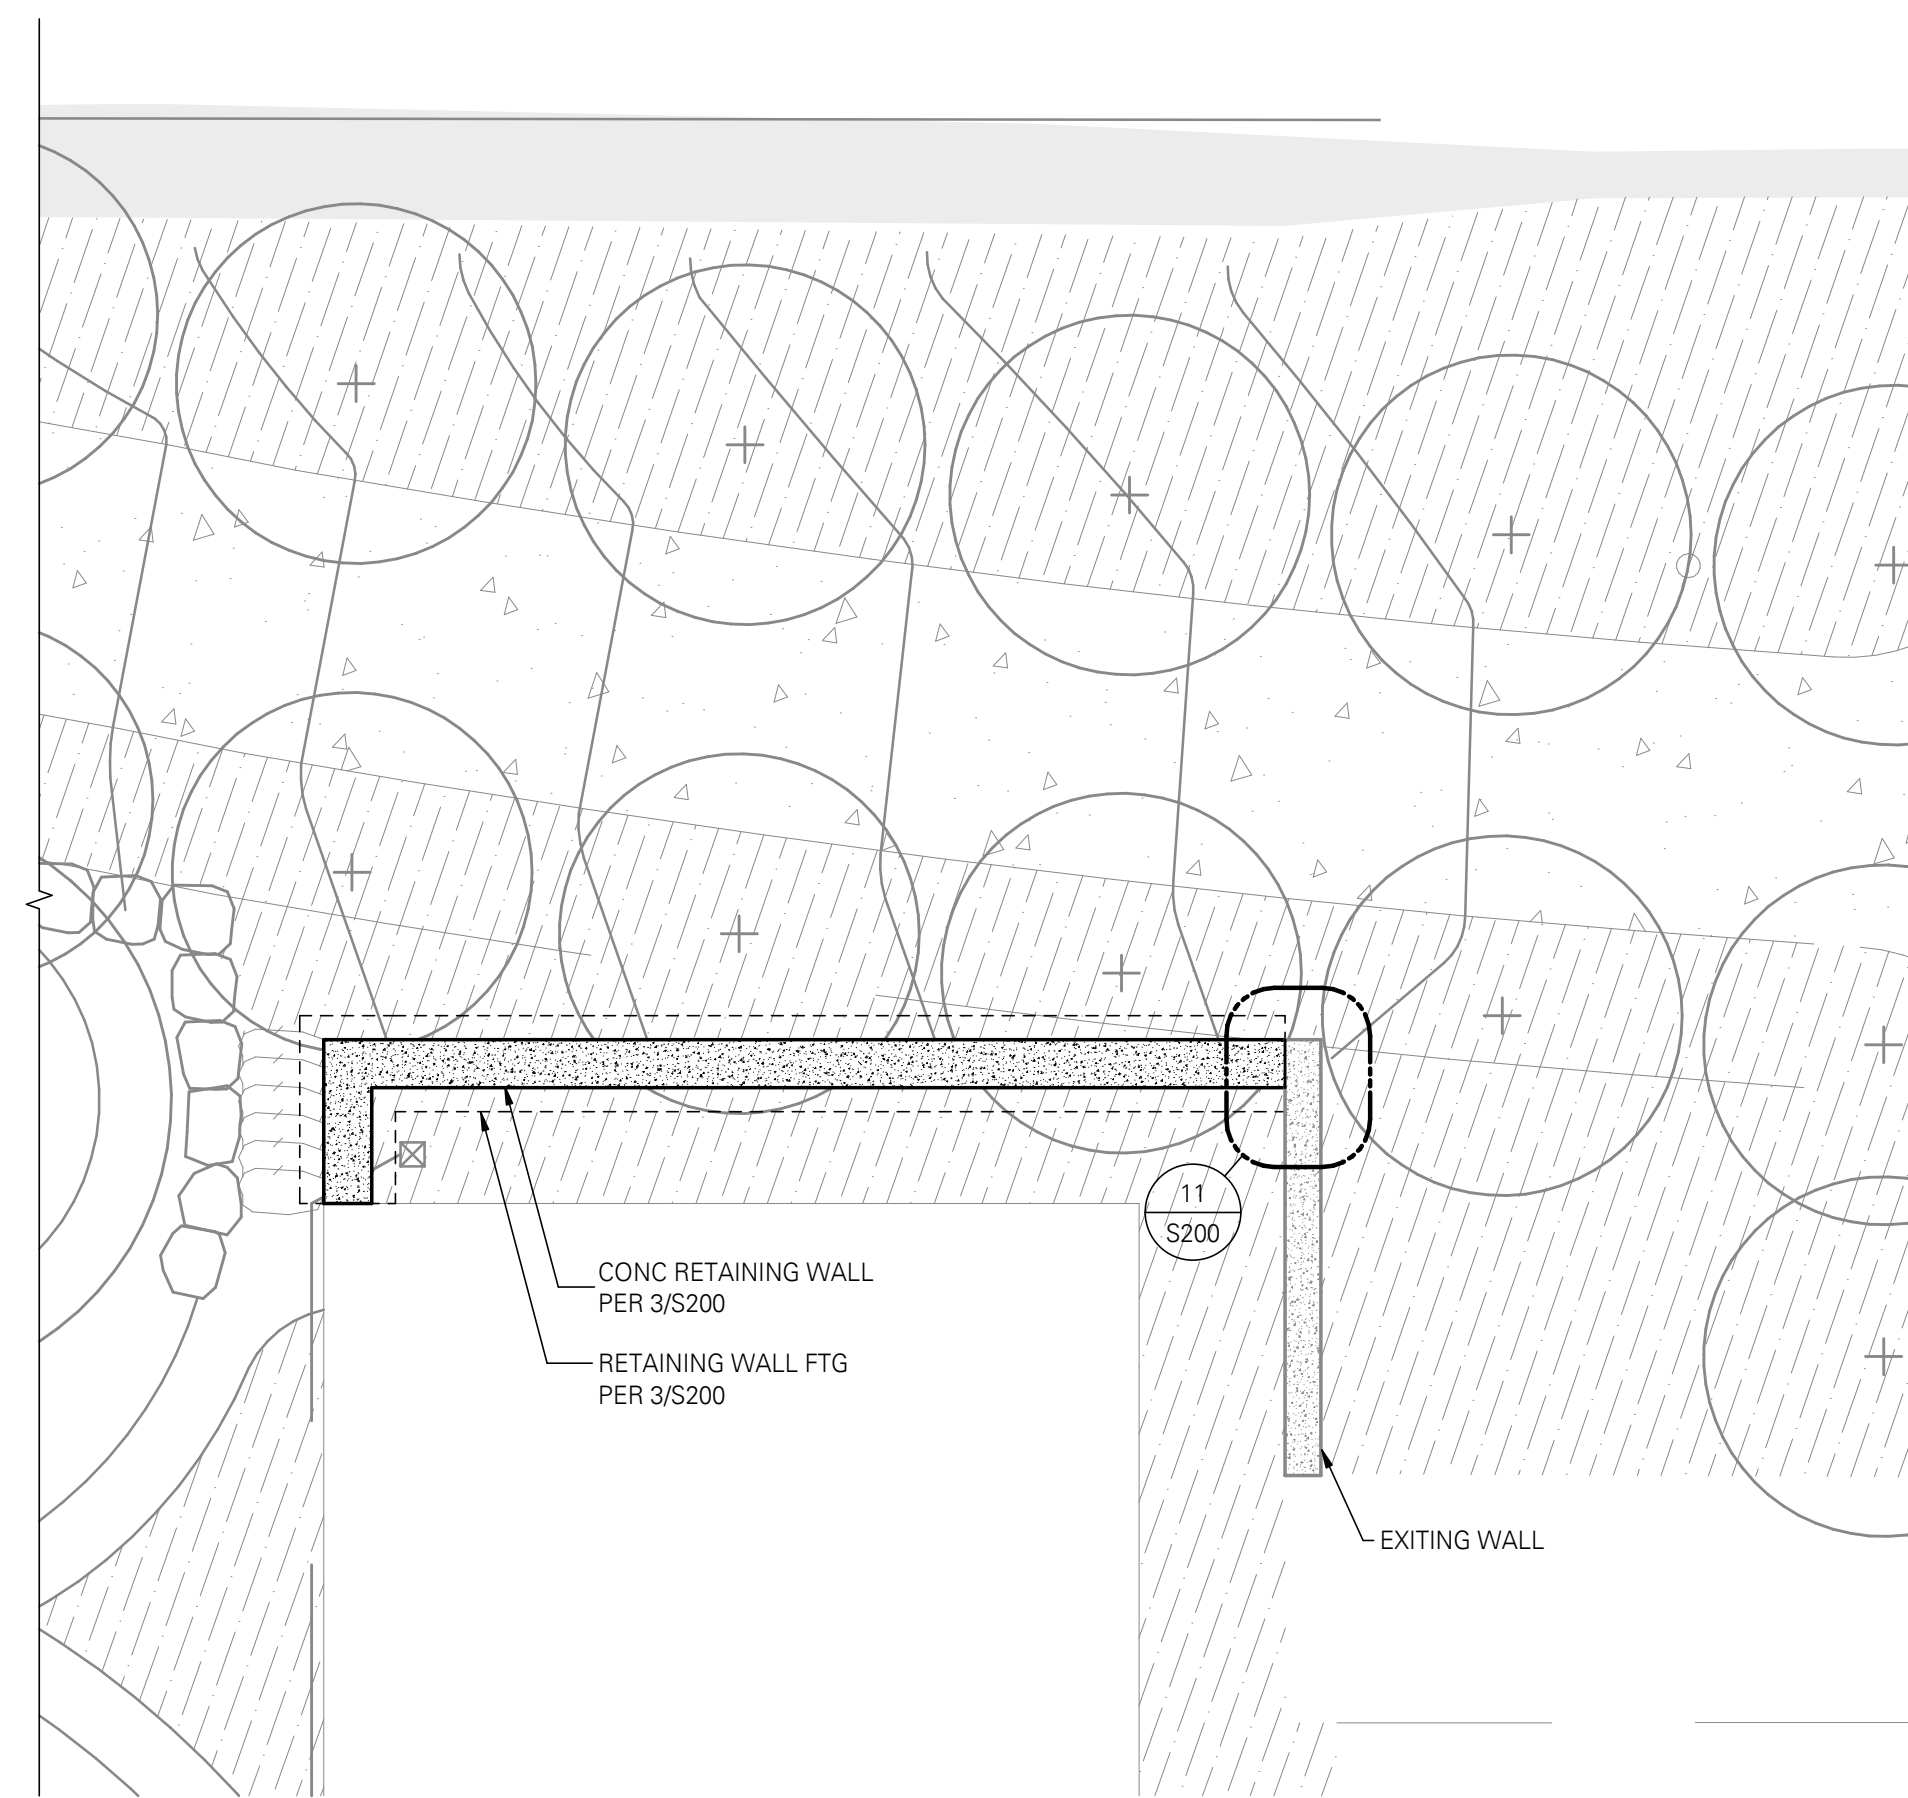 11
S200
CONC RETAINING WALL
PER 3/S200
RETAINING WALL FTG
PER 3/S200
EXITING WALL